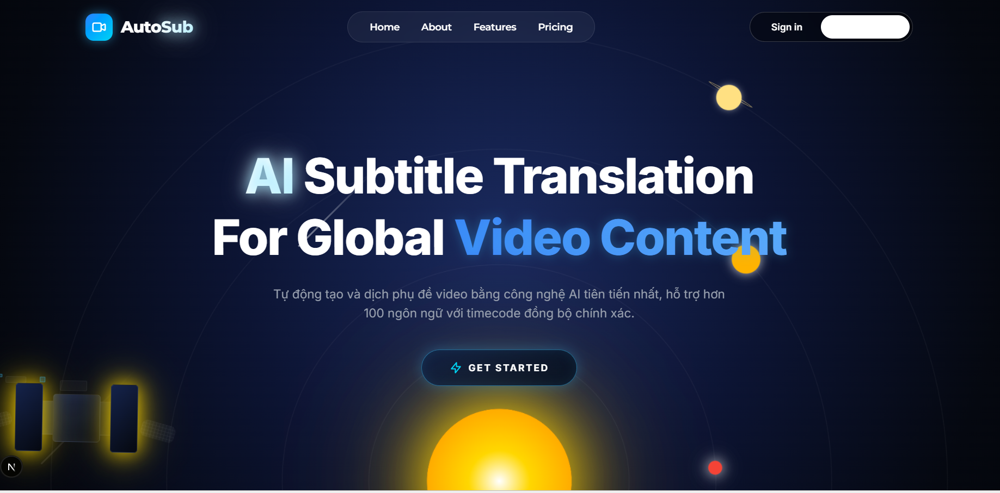 AutoSub
Home About Features Pricing
Sign in
AI Subtitle Translation
For Global Video Content
Tự động tạo và dịch phụ đề video bằng công nghệ AI tiên tiến nhất, hỗ trợ hơn
100 ngôn ngữ với timecode đồng bộ chính xác.
GET STARTED
N